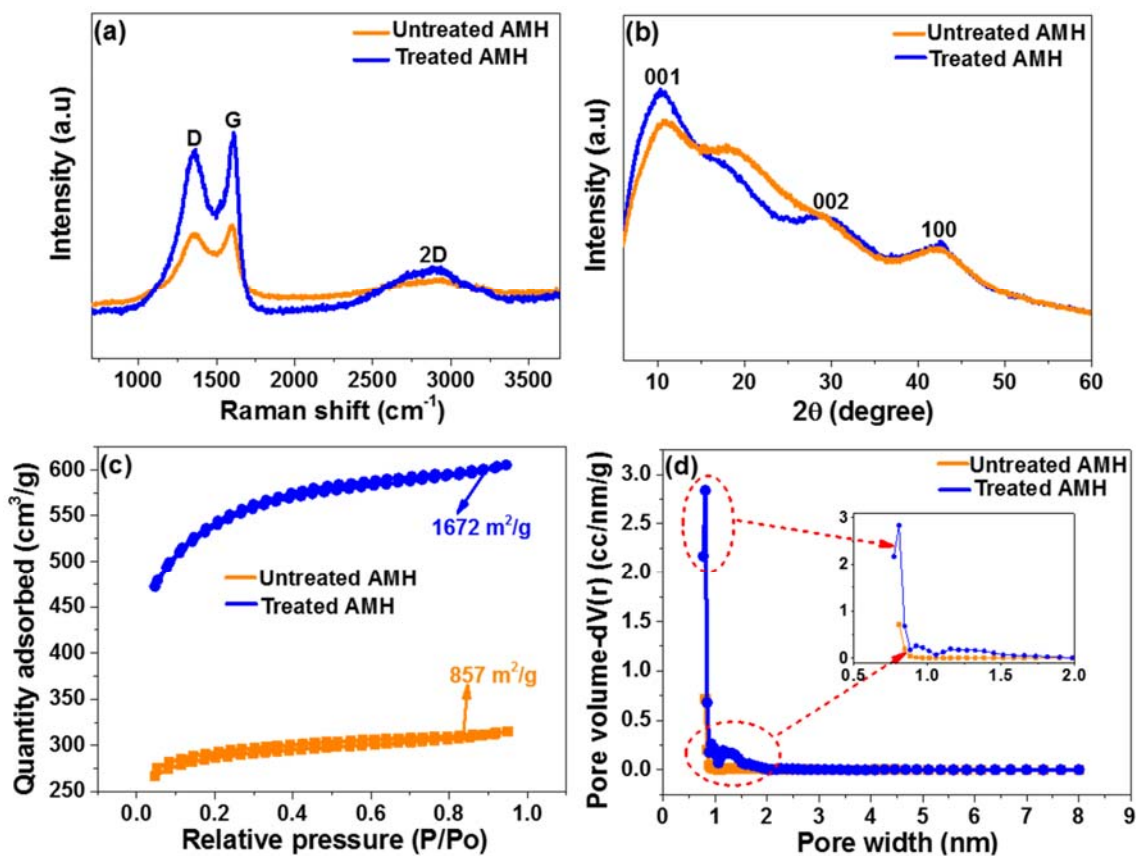 (a)
Untreated AMH
Treated AMH
D
G
2D
Intensity (a.u)
1000 1500 2000 2500 3000 3500
Raman shift (cm⁻¹)
(b)
Untreated AMH
Treated AMH
001
002
100
Intensity (a.u)
10 20 30 40 50 60
2θ (degree)
(c)
600
550
500
450
400
350
300
250
1672 m²/g
Untreated AMH
Treated AMH
857 m²/g
Quantity adsorbed (cm³/g)
0.0 0.2 0.4 0.6 0.8 1.0
Relative pressure (P/Po)
(d)
Untreated AMH
Treated AMH
3.0
2.5
2.0
1.5
1.0
0.5
0.0
3
2
1
0
0.5 1.0 1.5 2.0
Pore volume-dV(r) (cc/nm/g)
0 1 2 3 4 5 6 7 8 9
Pore width (nm)